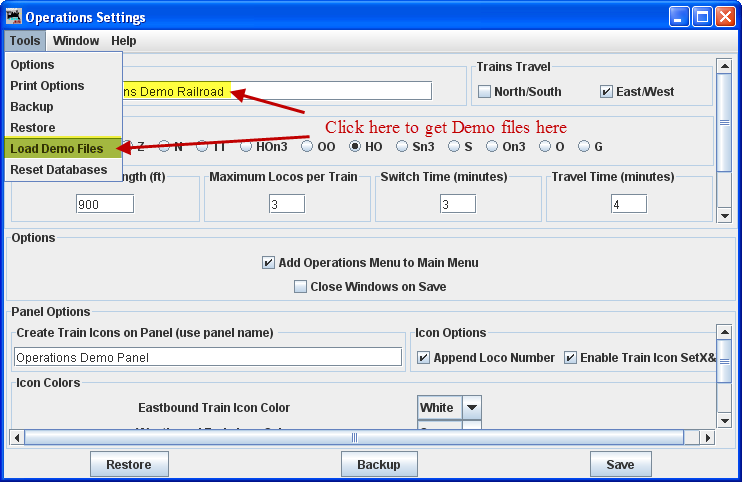 Operations Settings
Tools Window Help
Options
Print Options
Backup
Restore
Load Demo Files
Reset Databases
ns Demo Railroad
Trains Travel
North/South East/West
Click here to get Demo files here
Z N TT HOn3 OO HO Sn3 S On3 O G
(ft) Maximum Locos per Train Switch Time (minutes) Travel Time (minutes)
900 3 3 4
Options
Add Operations Menu to Main Menu
Close Windows on Save
Panel Options
Create Train Icons on Panel (use panel name) Icon Options
Operations Demo Panel Append Loco Number Enable Train Icon SetX&
Icon Colors
Eastbound Train Icon Color White
Restore Backup Save